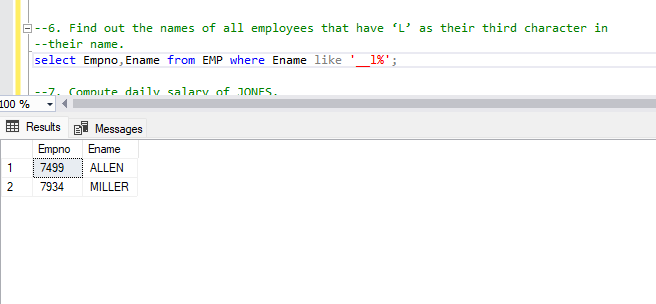 --6. Find out the names of all employees that have ‘L’ as their third character in
--their name.
select Empno,Ename from EMP where Ename like '__l%';
--7. Compute daily salary of JONES.
100 %
Results Messages
Empno Ename
1 7499 ALLEN
2 7934 MILLER